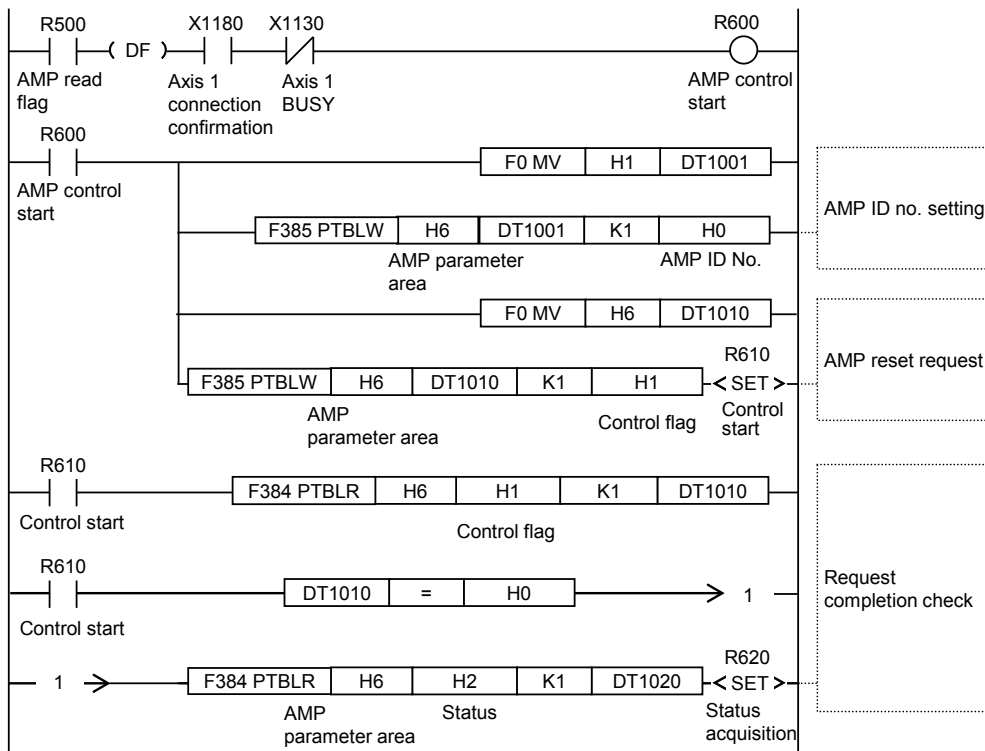 R500 X1180 X1130 R600
( DF )
AMP read
flag
Axis 1
connection
confirmation
Axis 1
BUSY
AMP control
start
R600
AMP control
start
F0 MV H1 DT1001
F385 PTBLW H6 DT1001 K1 H0
AMP parameter
area
AMP ID No.
AMP ID no. setting
F0 MV H6 DT1010
R610
F385 PTBLW H6 DT1010 K1 H1 < SET >
AMP
parameter area
Control flag
Control
start
AMP reset request
R610
F384 PTBLR H6 H1 K1 DT1010
Control start
Control flag
R610
DT1010 = H0 1
Control start
Request
completion check
R620
1 F384 PTBLR H6 H2 K1 DT1020 < SET >
AMP
parameter area
Status
Status
acquisition